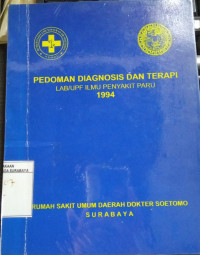 PEDOMAN DIAGNOSIS DAN TERAPI
LAB/UPF ILMU PENYAKIT PARU
1994
RUMAH SAKIT UMUM DAERAH DOKTER SOETOMO
SURABAYA